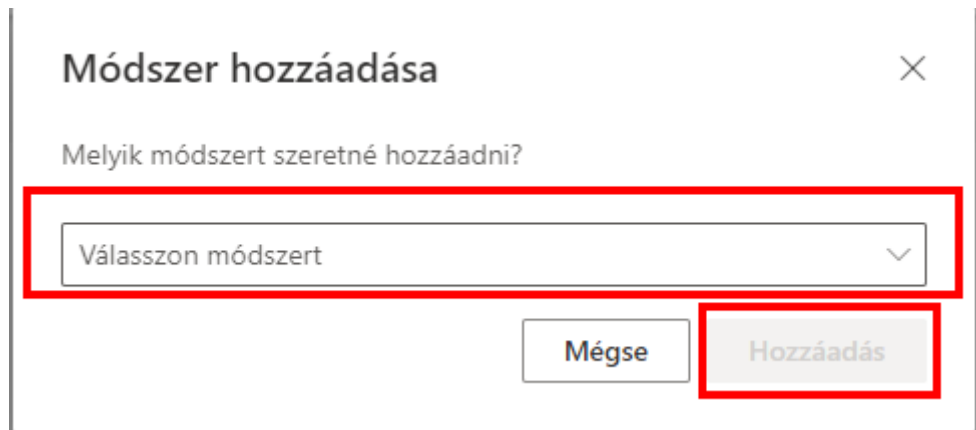 Módszer hozzáadása
Melyik módszert szeretné hozzáadni?
Válasszon módszert
Mégse Hozzáadás